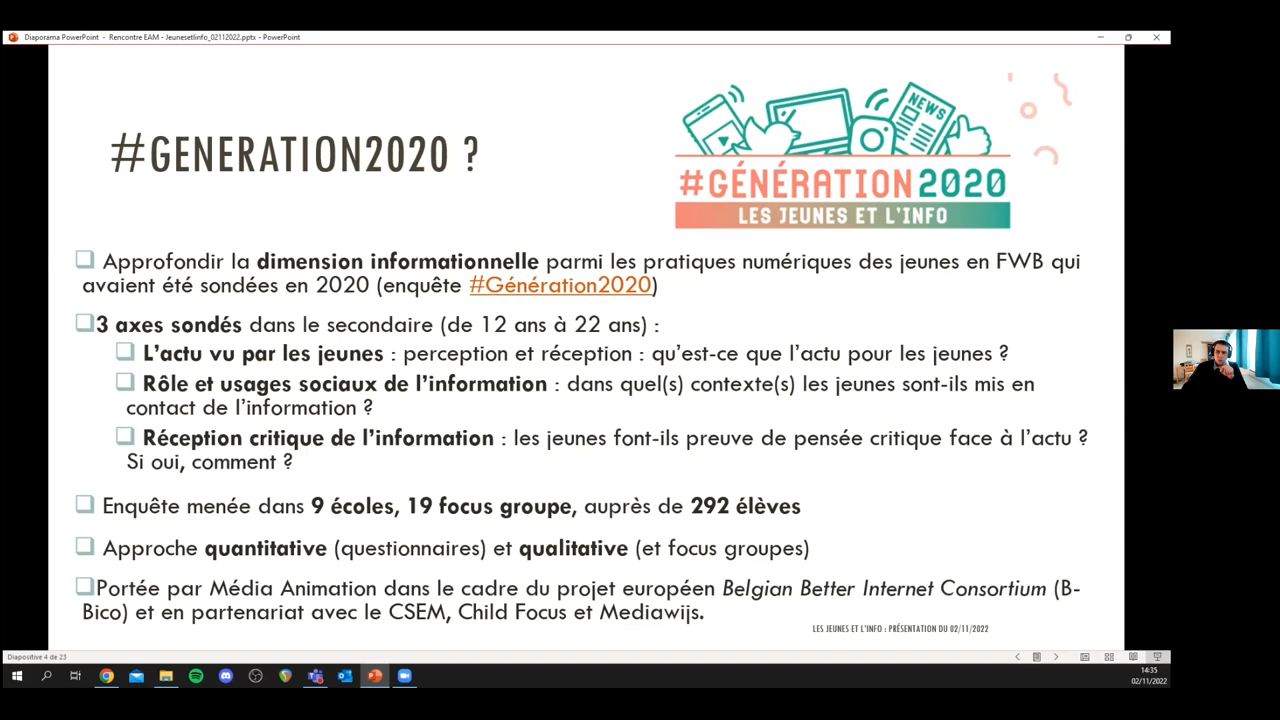 Diaporama PowerPoint - Rencontre EAM - Jeunesetlinfo_02112022.pptx - PowerPoint
#GENERATION2020 ?
NEWS
#GÉNÉRATION2020
LES JEUNES ET L'INFO
Approfondir la dimension informationnelle parmi les pratiques numériques des jeunes en FWB qui
avaient été sondées en 2020 (enquête #Génération2020)
3 axes sondés dans le secondaire (de 12 ans à 22 ans) :
L'actu vu par les jeunes : perception et réception : qu'est-ce que l'actu pour les jeunes ?
Rôle et usages sociaux de l'information : dans quel(s) contexte(s) les jeunes sont-ils mis en
contact de l'information ?
Réception critique de l'information : les jeunes font-ils preuve de pensée critique face à l'actu ?
Si oui, comment ?
Enquête menée dans 9 écoles, 19 focus groupe, auprès de 292 élèves
Approche quantitative (questionnaires) et qualitative (et focus groupes)
Portée par Média Animation dans le cadre du projet européen Belgian Better Internet Consortium (B-
Bico) et en partenariat avec le CSEM, Child Focus et Mediawijs.
LES JEUNES ET L'INFO : PRÉSENTATION DU 02/11/2022
Diapositive 4 de 23
14:35
02/11/2022